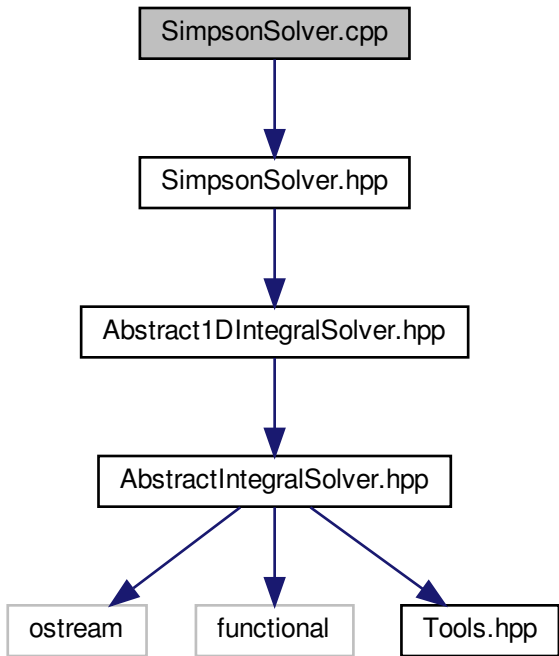 SimpsonSolver.cpp
SimpsonSolver.hpp
Abstract1DIntegralSolver.hpp
AbstractIntegralSolver.hpp
ostream
functional
Tools.hpp